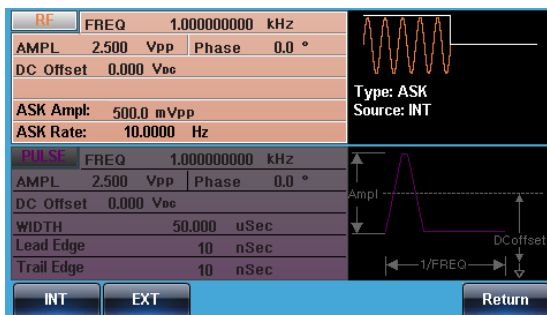 RF FREQ 1.000000000 kHz
AMPL 2.500 Vpp Phase 0.0 °
DC Offset 0.000 VDC
ASK Ampl: 500.0 mVpp
ASK Rate: 10.0000 Hz
Type: ASK
Source: INT
PULSE FREQ 1.000000000 kHz
AMPL 2.500 Vpp Phase 0.0 °
DC Offset 0.000 VDC
WIDTH 50.000 uSec
Lead Edge 10 nSec
Trail Edge 10 nSec
Ampl
DCoffset
1/FREQ
INT EXT Return